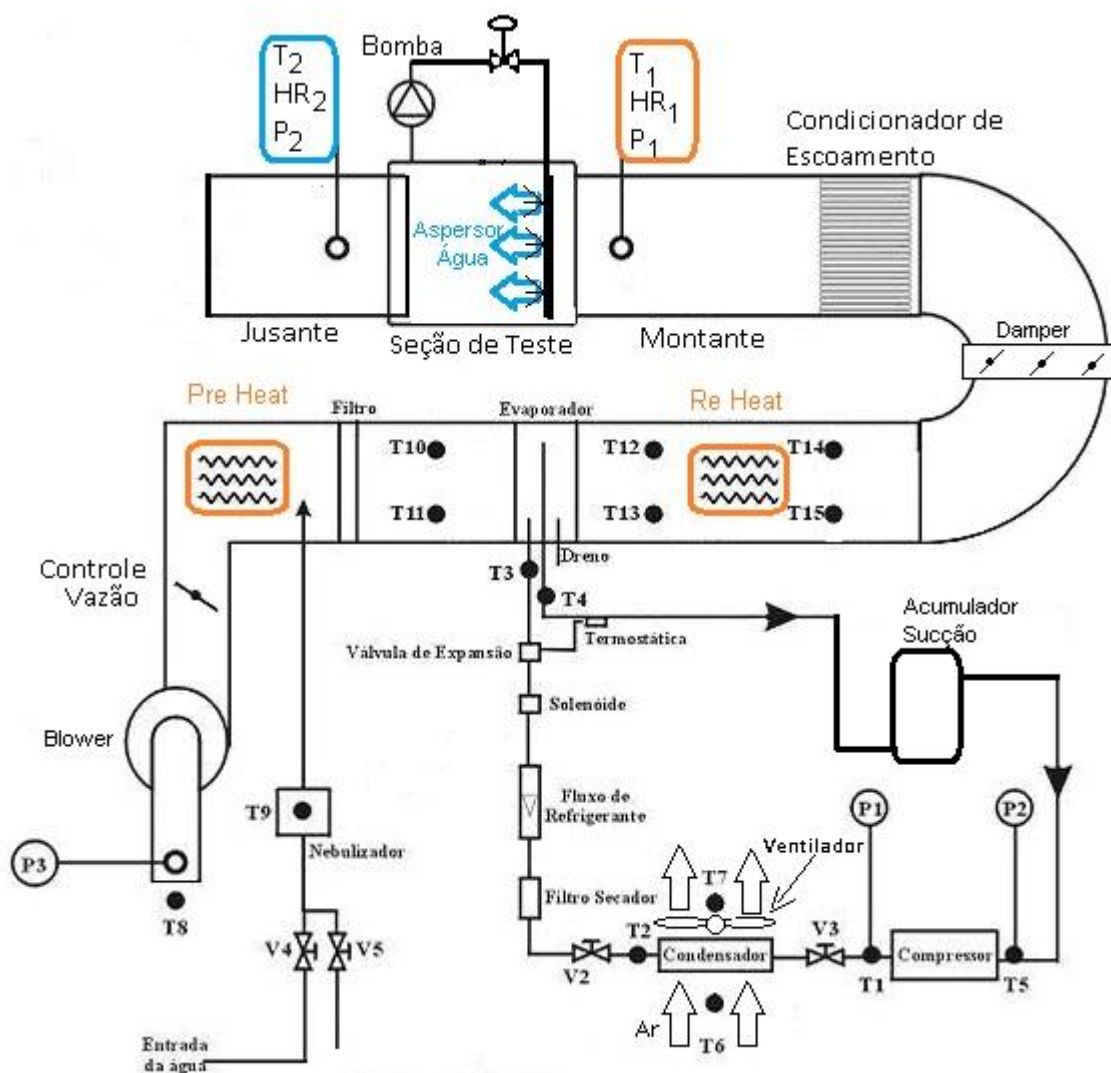 Bomba
T2
HR2
P2
T1
HR1
P1
Condicionador de
Escoamento
Aspersor
Água
Jusante
Seção de Teste
Montante
Damper
Pre Heat
Filtro
Evaporador
Re Heat
T10
T12
T14
T11
T13
T15
Dreno
T3
T4
Controle
Vazão
Termostática
Válvula de Expansão
Acumulador
Sucção
Solenóide
Blower
Fluxo de
Refrigerante
T9
Nebulizador
P1
P2
Ventilador
P3
T7
Filtro Secador
T8
V4
V5
T2
V3
V2
Condensador
Compressor
T1
T5
Ar
T6
Entrada
da água